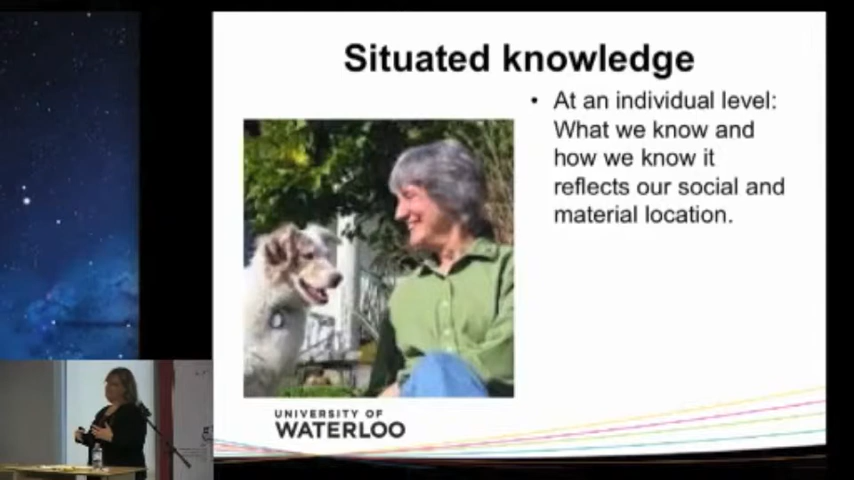 Situated knowledge
• At an individual level:
What we know and
how we know it
reflects our social and
material location.
UNIVERSITY OF
WATERLOO